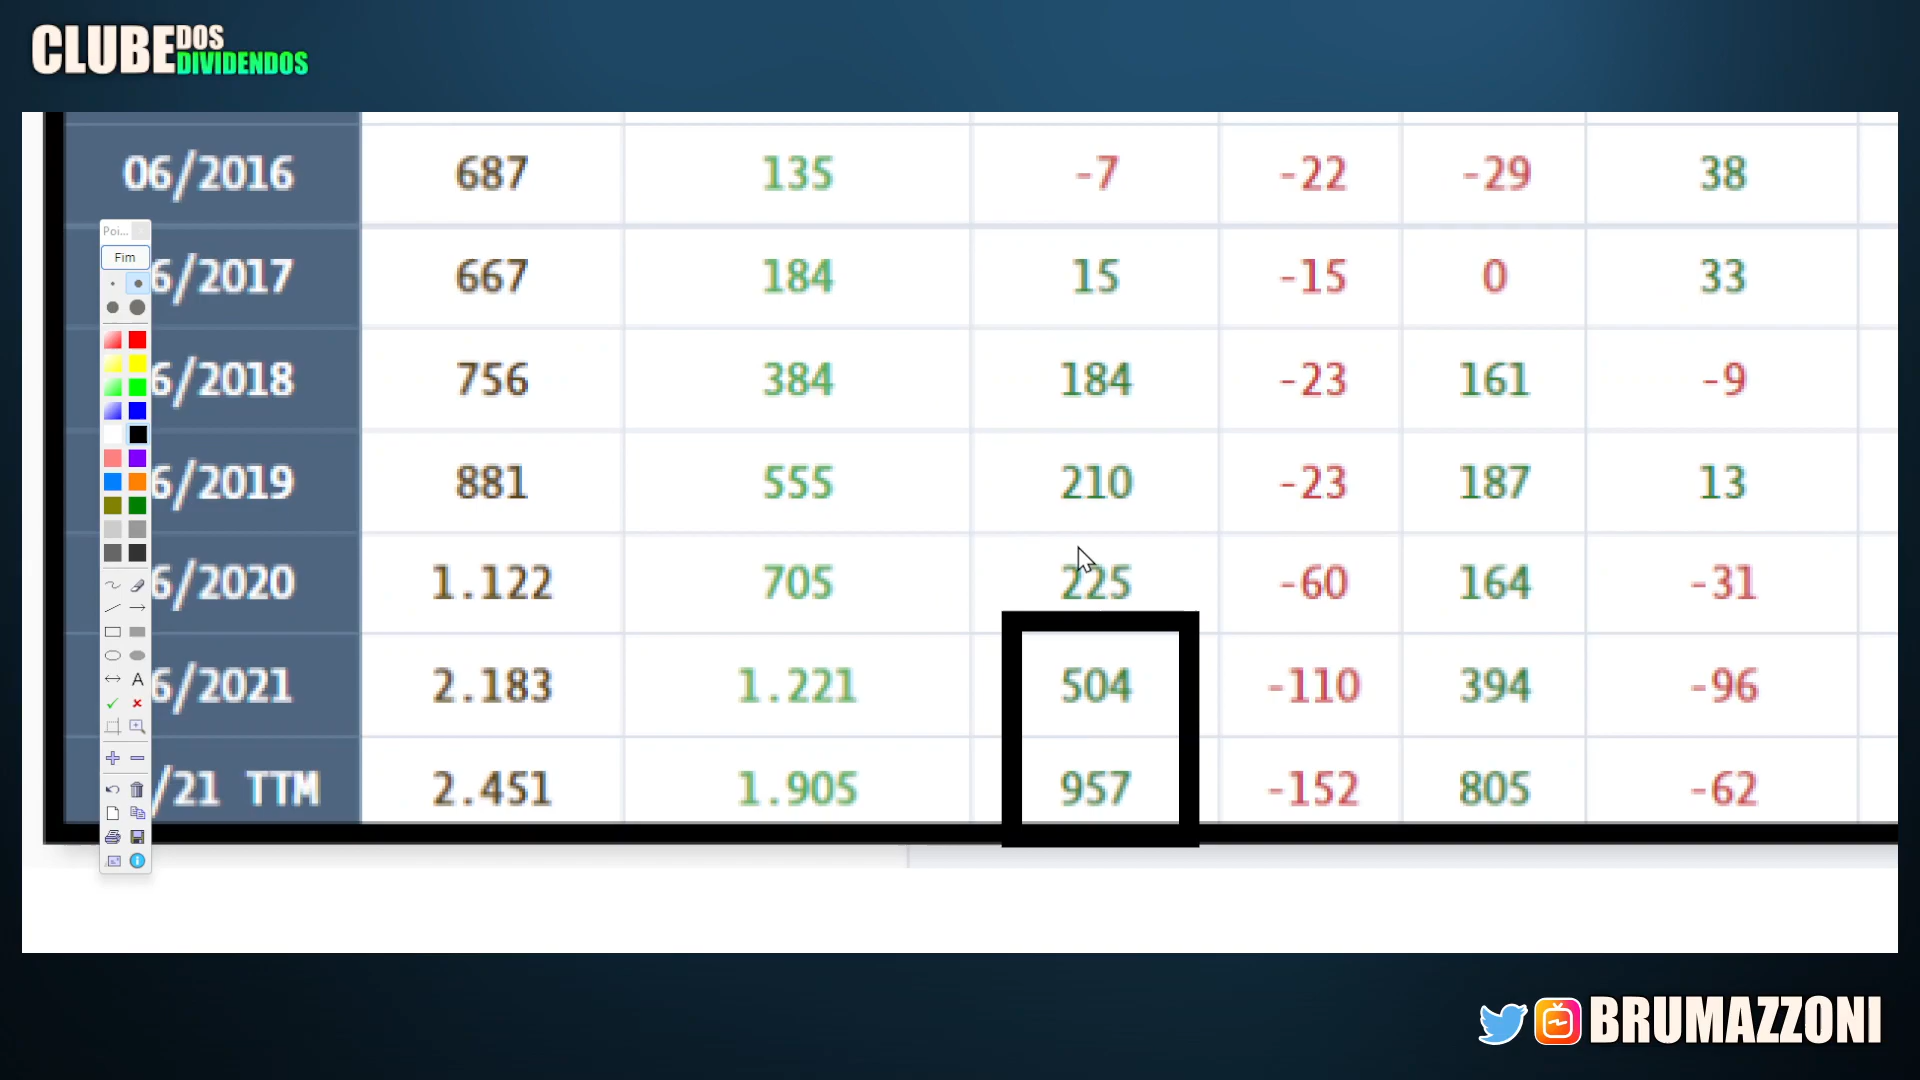 CLUBE DOS DIVIDENDOS
06/2016 687 135 -7 -22 -29 38
Poi...
Fim
6/2017 667 184 15 -15 0 33
6/2018 756 384 184 -23 161 -9
6/2019 881 555 210 -23 187 13
6/2020 1.122 705 225 -60 164 -31
6/2021 2.183 1.221 504 -110 394 -96
A
/21 TTM 2.451 1.905 957 -152 805 -62
BRUMAZZONI